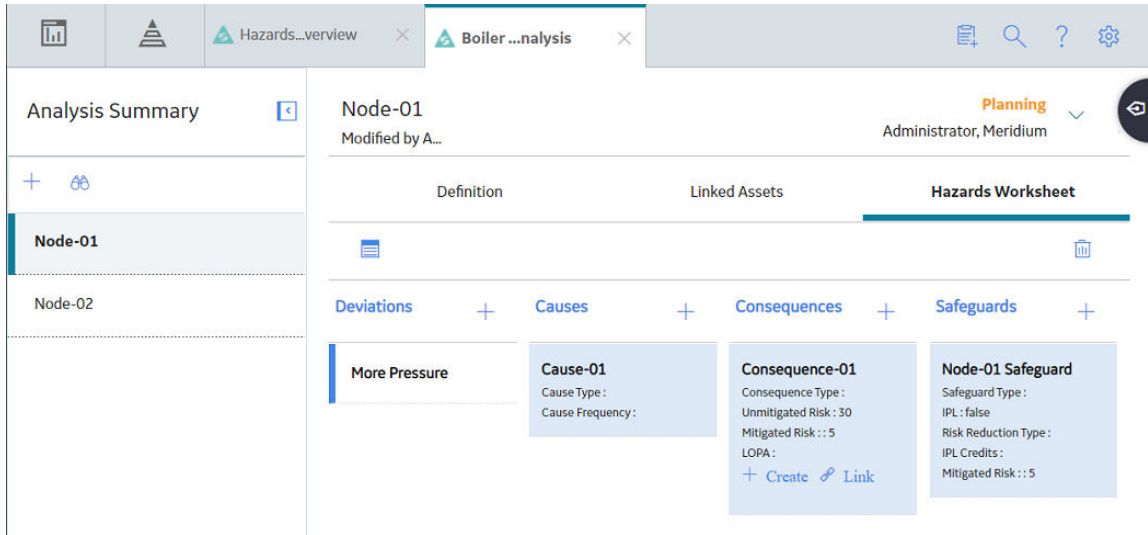 Hazards...verview
Boiler ...nalysis
Analysis Summary
Node-01
Modified by A...
Planning
Administrator, Meridium
Definition
Linked Assets
Hazards Worksheet
Node-01
Node-02
Deviations
Causes
Consequences
Safeguards
More Pressure
Cause-01
Cause Type :
Cause Frequency :
Consequence-01
Consequence Type :
Unmitigated Risk : 30
Mitigated Risk : : 5
LOPA :
+ Create Link
Node-01 Safeguard
Safeguard Type :
IPL : false
Risk Reduction Type :
IPL Credits :
Mitigated Risk : : 5